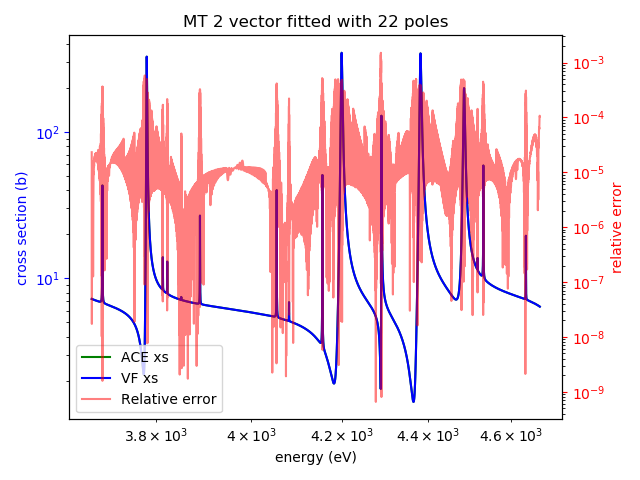 MT 2 vector fitted with 22 poles
cross section (b)
10²
10¹
10⁻³
10⁻⁴
10⁻⁵
10⁻⁶
10⁻⁷
10⁻⁸
10⁻⁹
relative error
ACE xs
VF xs
Relative error
3.8 × 10³ 4 × 10³ 4.2 × 10³ 4.4 × 10³ 4.6 × 10³
energy (eV)